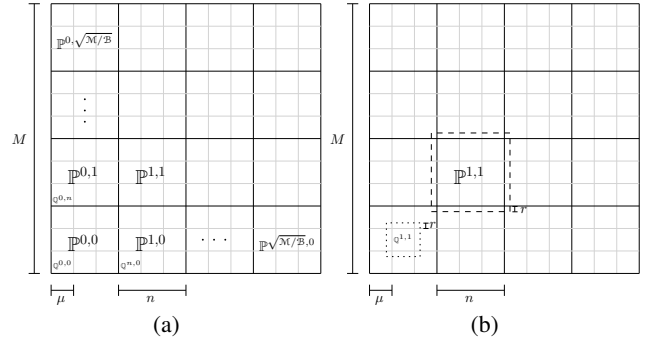 ℙ^{0,√ℳ/ℬ}
⋮
M
ℙ^{0,1} ℙ^{1,1}
ℚ^{0,n}
ℙ^{0,0} ℙ^{1,0} ⋯ ℙ^{√ℳ/ℬ,0}
ℚ^{0,0} ℚ^{n,0}
μ n
(a)
M
ℙ^{1,1}
r
r
ℚ^{1,1}
μ n
(b)